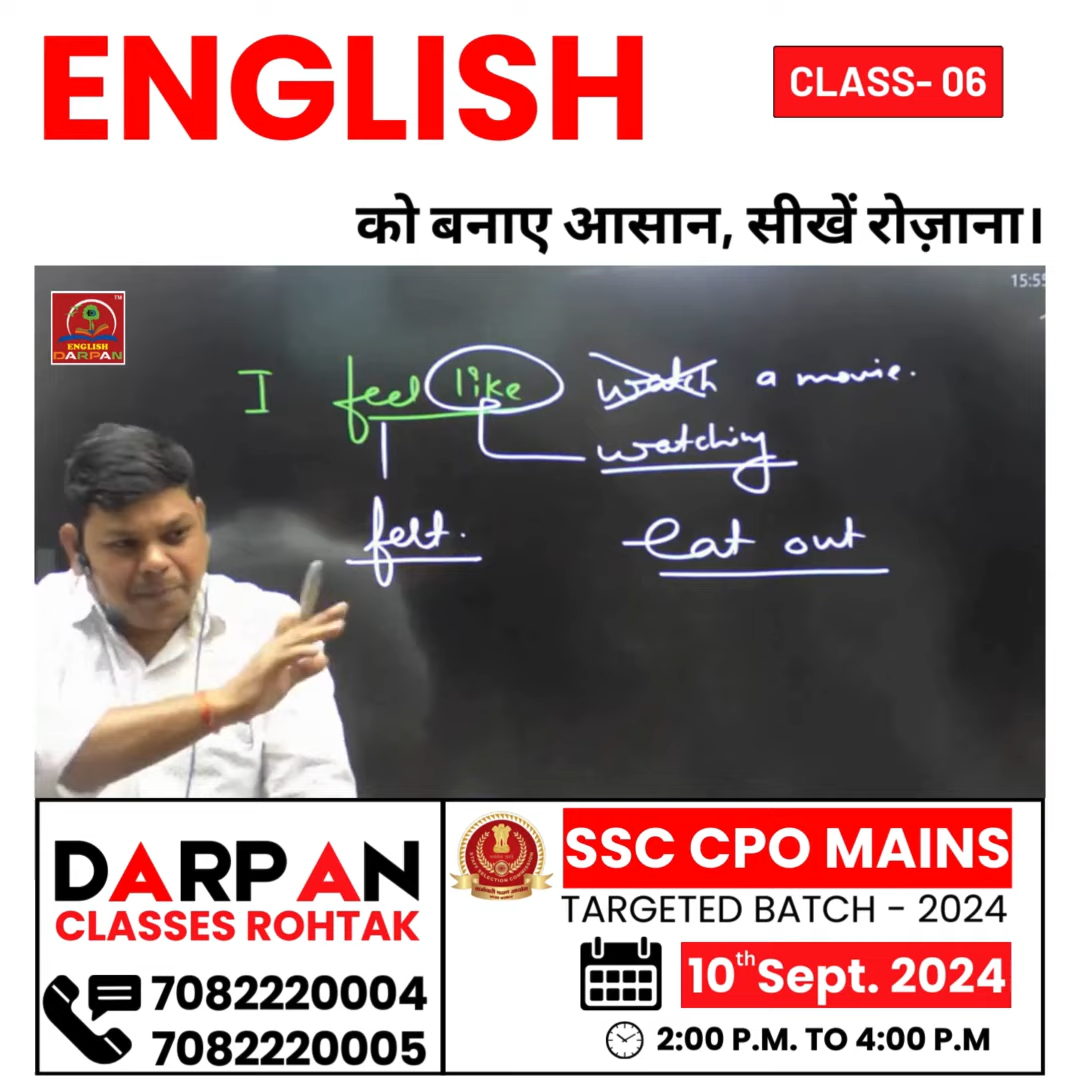 ENGLISH
CLASS- 06
को बनाए आसान, सीखें रोज़ाना।
15:55
TM
ENGLISH
DARPAN
I feel like watch a movie.
watching
felt.
eat out
DARPAN
CLASSES ROHTAK
7082220004
7082220005
SSC CPO MAINS
TARGETED BATCH - 2024
10th Sept. 2024
2:00 P.M. TO 4:00 P.M